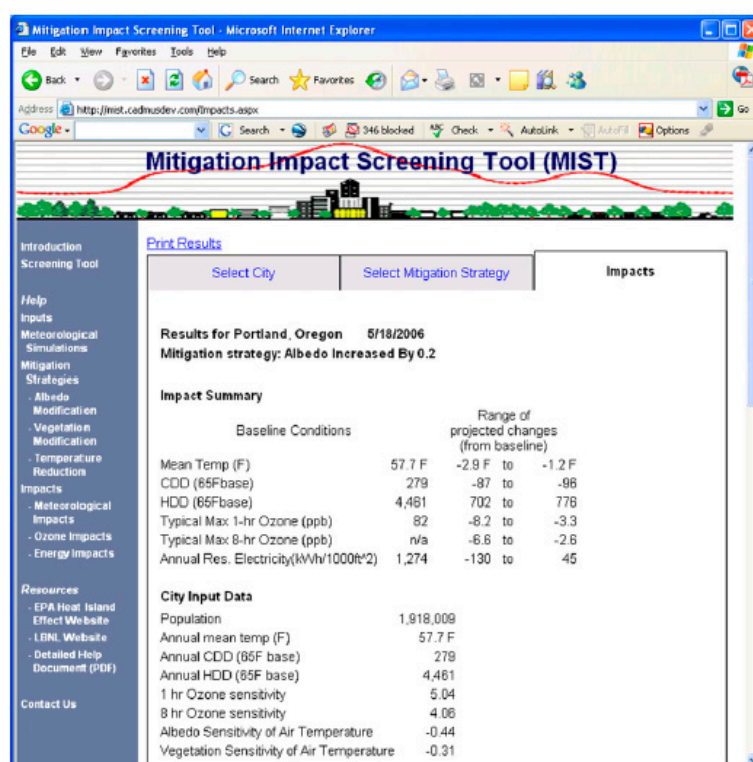 Mitigation Impact Screening Tool - Microsoft Internet Explorer
File Edit View Favorites Tools Help
Back Search Favorites
Address http://mist.cadmusdev.com/Impacts.aspx Go
Google Search 346 blocked Check AutoLink AutoFill Options
Mitigation Impact Screening Tool (MIST)
Introduction
Screening Tool
Help
Inputs
Meteorological
Simulations
Mitigation
Strategies
- Albedo
Modification
- Vegetation
Modification
- Temperature
Reduction
Impacts
- Meteorological
Impacts
- Ozone Impacts
- Energy Impacts
Resources
- EPA Heat Island
Effect Website
- LBNL Website
- Detailed Help
Document (PDF)
Contact Us
Print Results
Select City Select Mitigation Strategy Impacts
Results for Portland, Oregon 5/18/2006
Mitigation strategy: Albedo Increased By 0.2
Impact Summary
Range of
Baseline Conditions projected changes
(from baseline)
Mean Temp (F) 57.7 F -2.9 F to -1.2 F
CDD (65Fbase) 279 -87 to -96
HDD (65Fbase) 4,461 702 to 776
Typical Max 1-hr Ozone (ppb) 82 -8.2 to -3.3
Typical Max 8-hr Ozone (ppb) n/a -6.6 to -2.6
Annual Res. Electricity(kWh/1000ft^2) 1,274 -130 to 45
City Input Data
Population 1,918,009
Annual mean temp (F) 57.7 F
Annual CDD (65F base) 279
Annual HDD (65F base) 4,461
1 hr Ozone sensitivity 5.04
8 hr Ozone sensitivity 4.06
Albedo Sensitivity of Air Temperature -0.44
Vegetation Sensitivity of Air Temperature -0.31